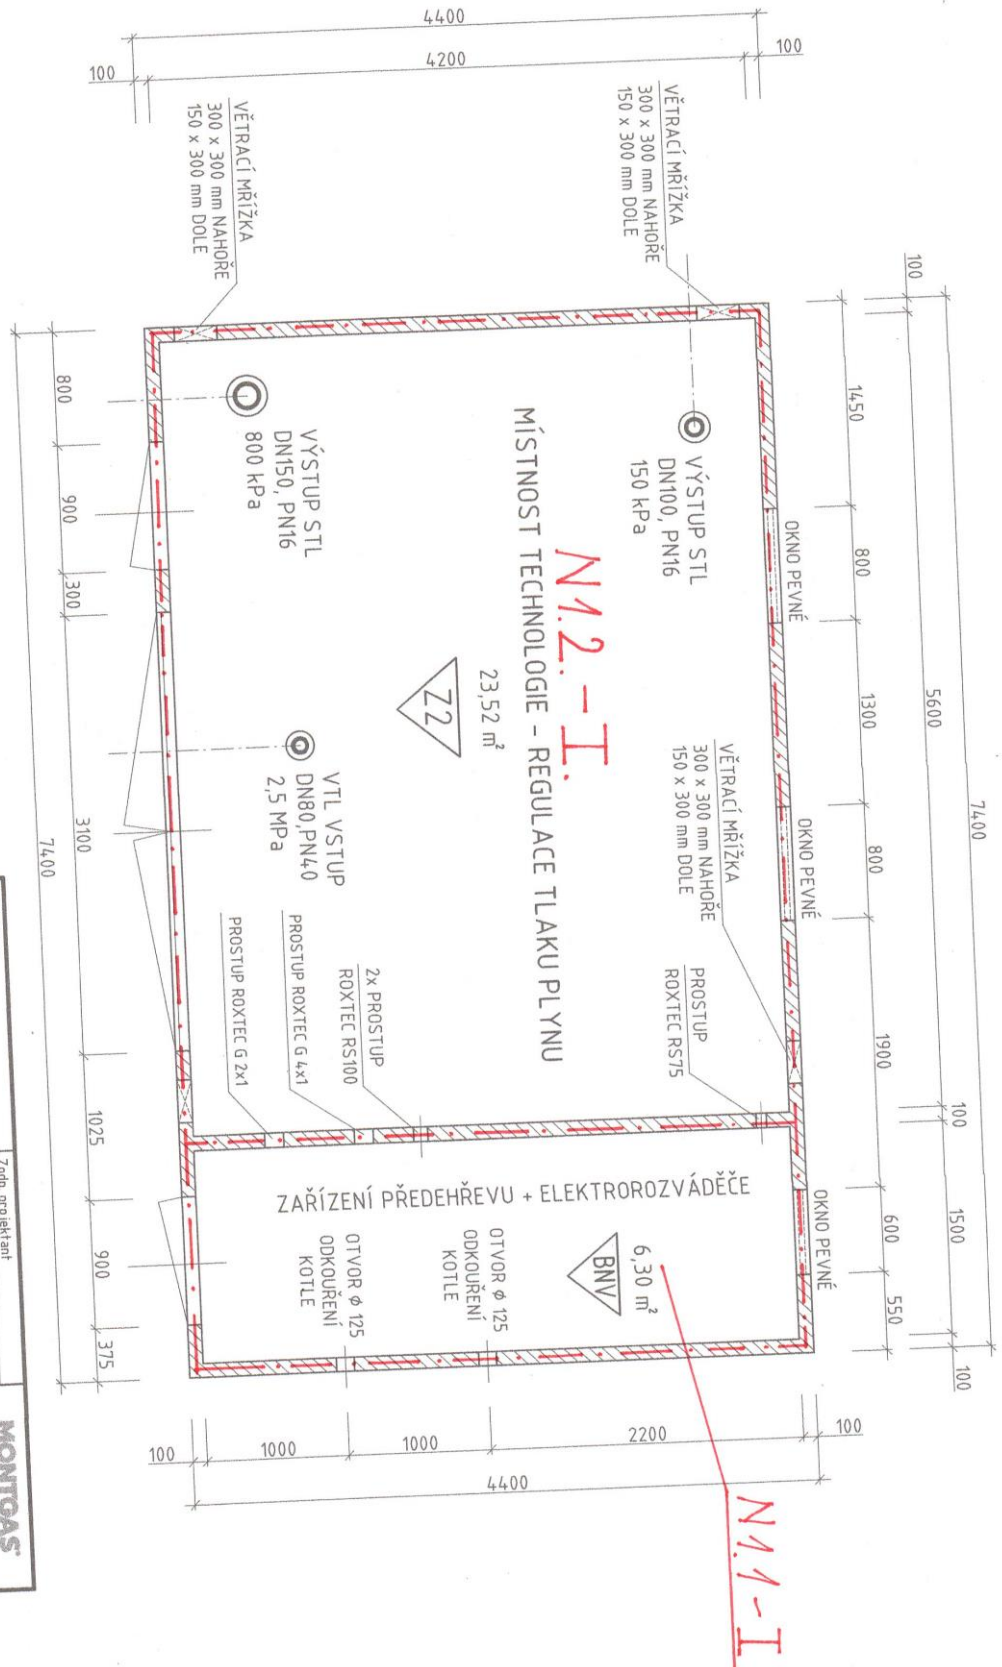 7400
100
5600
100
1500
100
1450
800
1300
800
1900
600
550
OKNO PEVNÉ
OKNO PEVNÉ
OKNO PEVNÉ
VĚTRACÍ MŘÍŽKA
300 x 300 mm NAHOŘE
150 x 300 mm DOLE
VĚTRACÍ MŘÍŽKA
300 x 300 mm NAHOŘE
150 x 300 mm DOLE
PROSTUP
ROXTEC RS75
4400
4200
100
100
VÝSTUP STL
DN100, PN16
150 kPa
N1.2. - I.
MÍSTNOST TECHNOLOGIE - REGULACE TLAKU PLYNU
23,52 m²
Z2
VĚTRACÍ MŘÍŽKA
300 x 300 mm NAHOŘE
150 x 300 mm DOLE
VÝSTUP STL
DN150, PN16
800 kPa
VTL VSTUP
DN80,PN40
2,5 MPa
2x PROSTUP
ROXTEC RS100
PROSTUP ROXTEC G 4x1
PROSTUP ROXTEC G 2x1
ZAŘÍZENÍ PŘEDEHŘEVU + ELEKTROROZVÁDĚČE
6,30 m²
BNV
OTVOR ϕ 125
ODKOUŘENÍ
KOTLE
OTVOR ϕ 125
ODKOUŘENÍ
KOTLE
N1.1 - I
100
2200
1000
1000
100
4400
800
900
300
3100
1025
900
375
7400
Zodp. projektant
MONTGAS